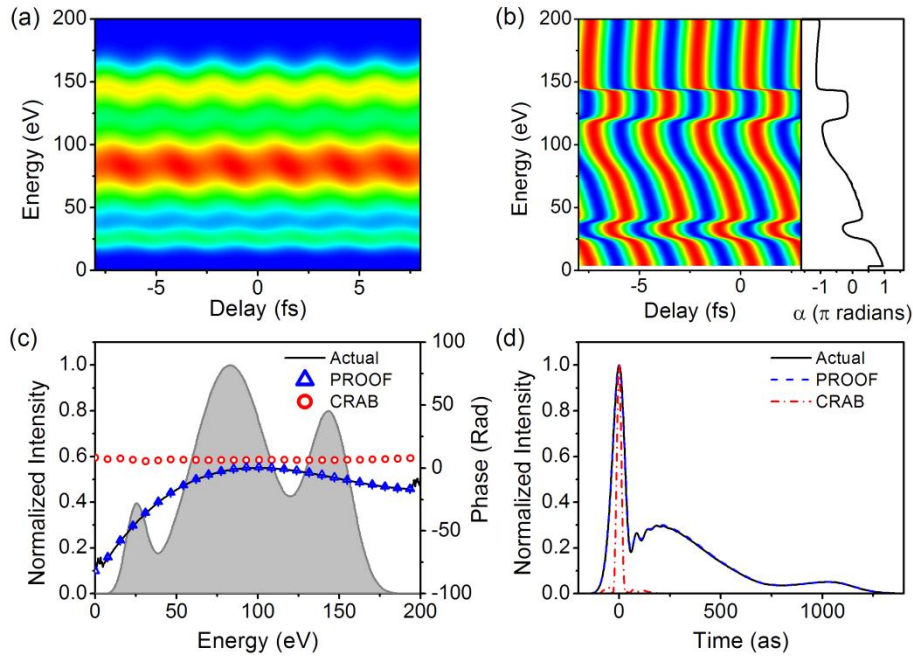 (a)
200
150
100
50
0
Energy (eV)
-5
0
5
Delay (fs)
(b)
200
150
100
50
0
Energy (eV)
-5
0
-1
0
1
Delay (fs)
α (π radians)
(c)
1.0
0.8
0.6
0.4
0.2
0.0
Normalized Intensity
Actual
PROOF
CRAB
100
50
0
-50
-100
Phase (Rad)
0
50
100
150
200
Energy (eV)
(d)
1.0
0.8
0.6
0.4
0.2
0.0
Normalized Intensity
Actual
PROOF
CRAB
0
500
1000
Time (as)